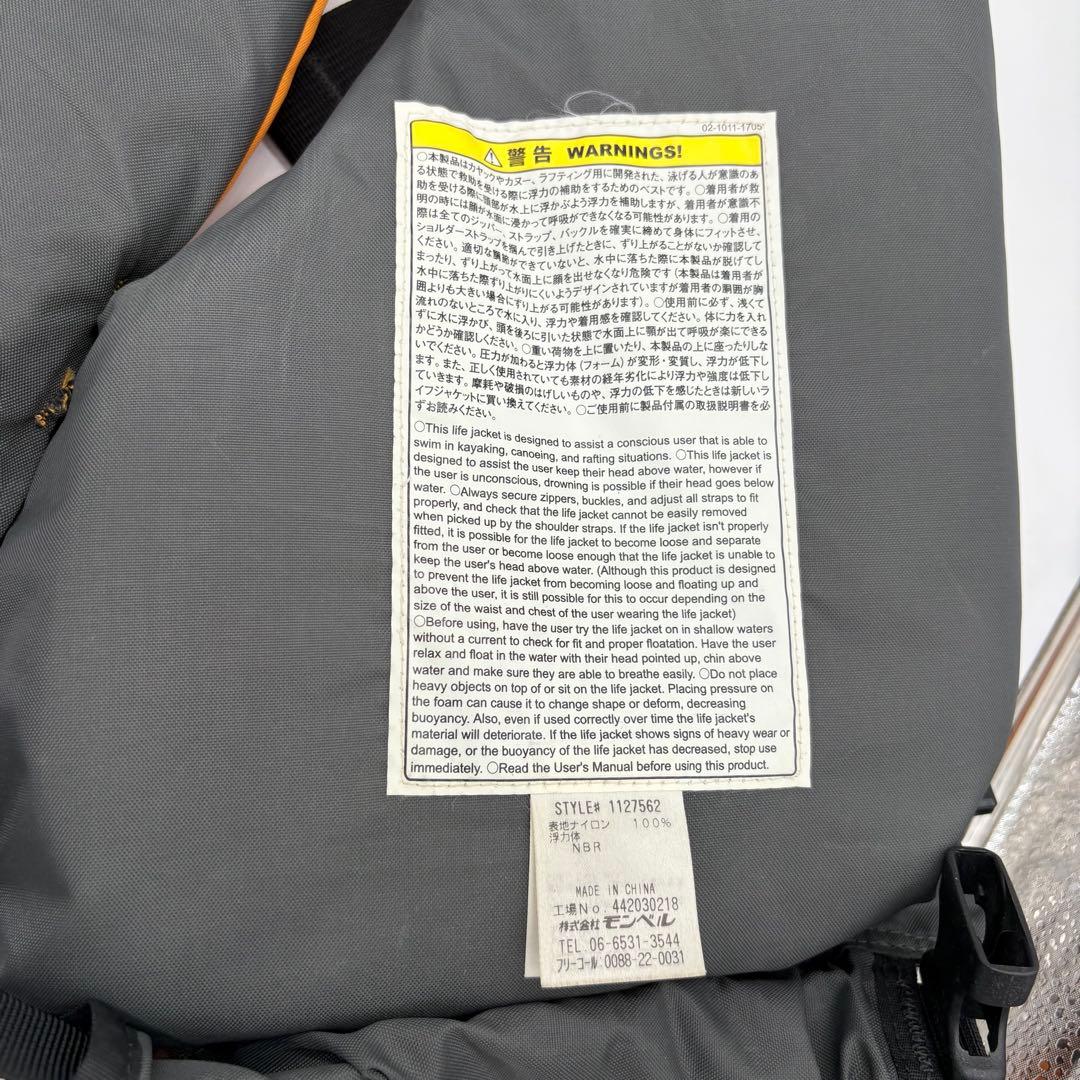 02-1011-1705
警告 WARNINGS!
○本製品はカヤックやカヌー、ラフティング用に開発された、泳げる人が意識のあ
る状態で救助を受ける際に浮力の補助をするためのベストです。○着用者が救
助を受ける際に頭部が水上に浮かぶよう浮力を補助しますが、着用者が意識不
明の時には顔が水面に浸かって呼吸ができなくなる可能性があります。○着用の
際は全てのジッパー、ストラップ、バックルを確実に締めて身体にフィットさせ、
ショルダーストラップを掴んで引き上げたときに、ずり上がることがないか確認して
ください。適切な調節ができていないと、水中に落ちた際に本製品が脱げてし
まったり、ずり上がって水面上に顔を出せなくなり危険です(本製品は着用者が
水中に落ちた際ずり上がりにくいようデザインされていますが着用者の胴囲が胸
囲よりも大きい場合にずり上がる可能性があります)。○使用前に必ず、浅くて
流れのないところで水に入り、浮力や着用感を確認してください。体に力を入れ
ずに水に浮かび、頭を後ろに引いた状態で水面上に顎が出て呼吸が楽にできる
かどうか確認しください。○重い荷物を上に置いたり、本製品の上に座ったりしな
いでください。圧力が加わると浮力体(フォーム)が変形・変質し、浮力が低下し
ます。また、正しく使用されていても素材の経年劣化により浮力や強度は低下し
ていきます。摩耗や破損のはげしいものや、浮力の低下を感じたときは新しいラ
イフジャケットに買い換えてください。○ご使用前に製品付属の取扱説明書を必
ずお読みください。
○This life jacket is designed to assist a conscious user that is able to
swim in kayaking, canoeing, and rafting situations. ○This life jacket is
designed to assist the user keep their head above water, however if
the user is unconscious, drowning is possible if their head goes below
water. ○Always secure zippers, buckles, and adjust all straps to fit
properly, and check that the life jacket cannot be easily removed
when picked up by the shoulder straps. If the life jacket isn't properly
fitted, it is possible for the life jacket to become loose and separate
from the user or become loose enough that the life jacket is unable to
keep the user's head above water. (Although this product is designed
to prevent the life jacket from becoming loose and floating up and
above the user, it is still possible for this to occur depending on the
size of the waist and chest of the user wearing the life jacket)
○Before using, have the user try the life jacket on in shallow waters
without a current to check for fit and proper floatation. Have the user
relax and float in the water with their head pointed up, chin above
water and make sure they are able to breathe easily. ○Do not place
heavy objects on top of or sit on the life jacket. Placing pressure on
the foam can cause it to change shape or deform, decreasing
buoyancy. Also, even if used correctly over time the life jacket's
material will deteriorate. If the life jacket shows signs of heavy wear or
damage, or the buoyancy of the life jacket has decreased, stop use
immediately. ○Read the User's Manual before using this product.
STYLE# 1127562
表地ナイロン 100%
浮力体
NBR
MADE IN CHINA
工場No. 442030218
株式会社モンベル
TEL.06-6531-3544
フリーコール:0088-22-0031